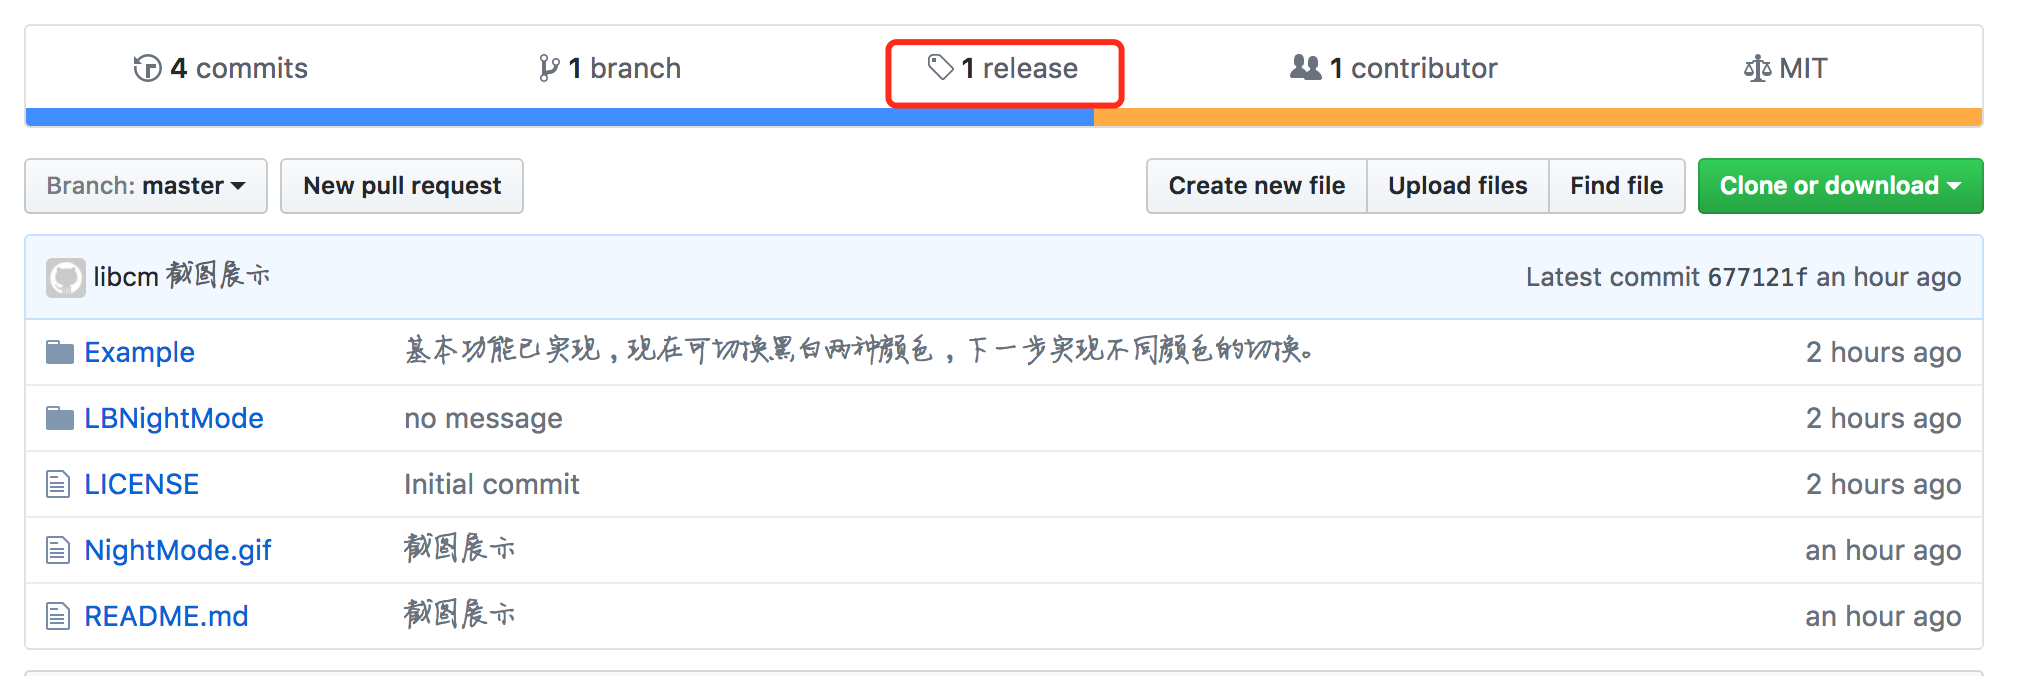 4 commits 1 branch 1 release 1 contributor MIT
Branch: master New pull request Create new file Upload files Find file Clone or download
libcm 截图展示 Latest commit 677121f an hour ago
Example 基本功能已实现，现在可切换黑白两种颜色，下一步实现不同颜色的切换。 2 hours ago
LBNightMode no message 2 hours ago
LICENSE Initial commit 2 hours ago
NightMode.gif 截图展示 an hour ago
README.md 截图展示 an hour ago